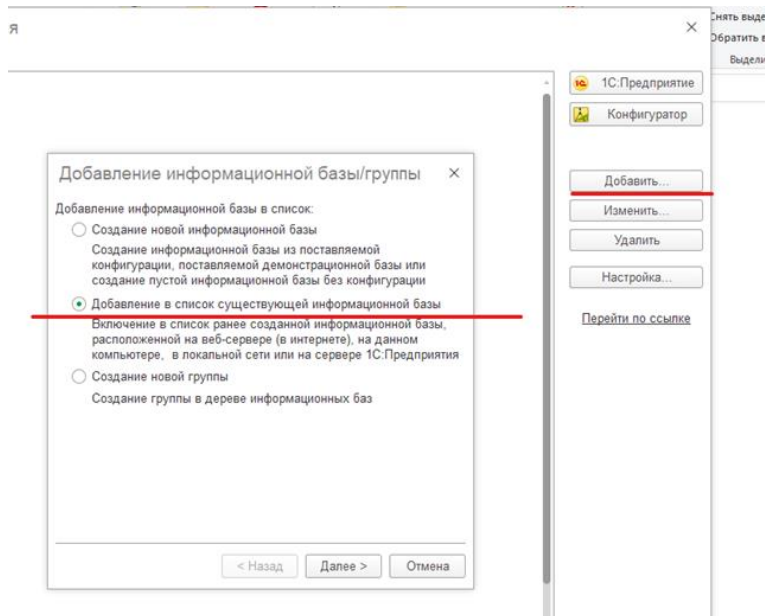 я
Снять выде
Обратить в
Выдели
1С:Предприятие
Конфигуратор
Добавить...
Изменить...
Удалить
Настройка...
Перейти по ссылке
Добавление информационной базы/группы
Добавление информационной базы в список:
Создание новой информационной базы
Создание информационной базы из поставляемой
конфигурации, поставляемой демонстрационной базы или
создание пустой информационной базы без конфигурации
Добавление в список существующей информационной базы
Включение в список ранее созданной информационной базы,
расположенной на веб-сервере (в интернете), на данном
компьютере, в локальной сети или на сервере 1С:Предприятия
Создание новой группы
Создание группы в дереве информационных баз
< Назад
Далее >
Отмена